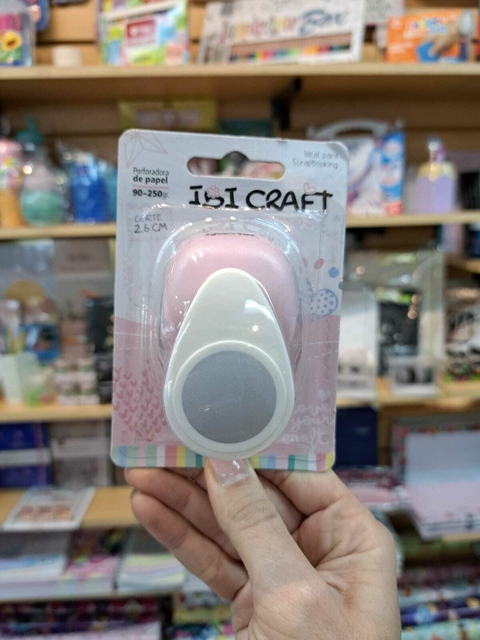 Perforadora
de papel
90-250g
Ideal para
Scrapbooking
IBI CRAFT
CORTE
2.6 CM